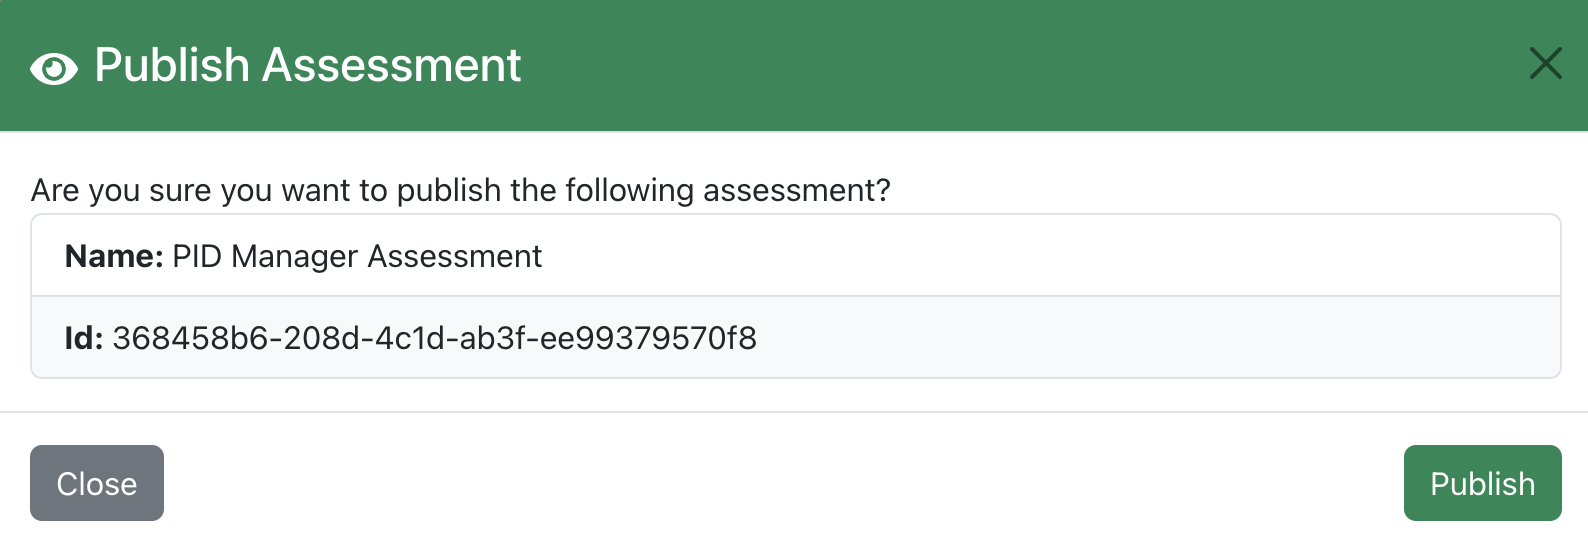 Publish Assessment
Are you sure you want to publish the following assessment?
Name: PID Manager Assessment
Id: 368458b6-208d-4c1d-ab3f-ee99379570f8
Close
Publish